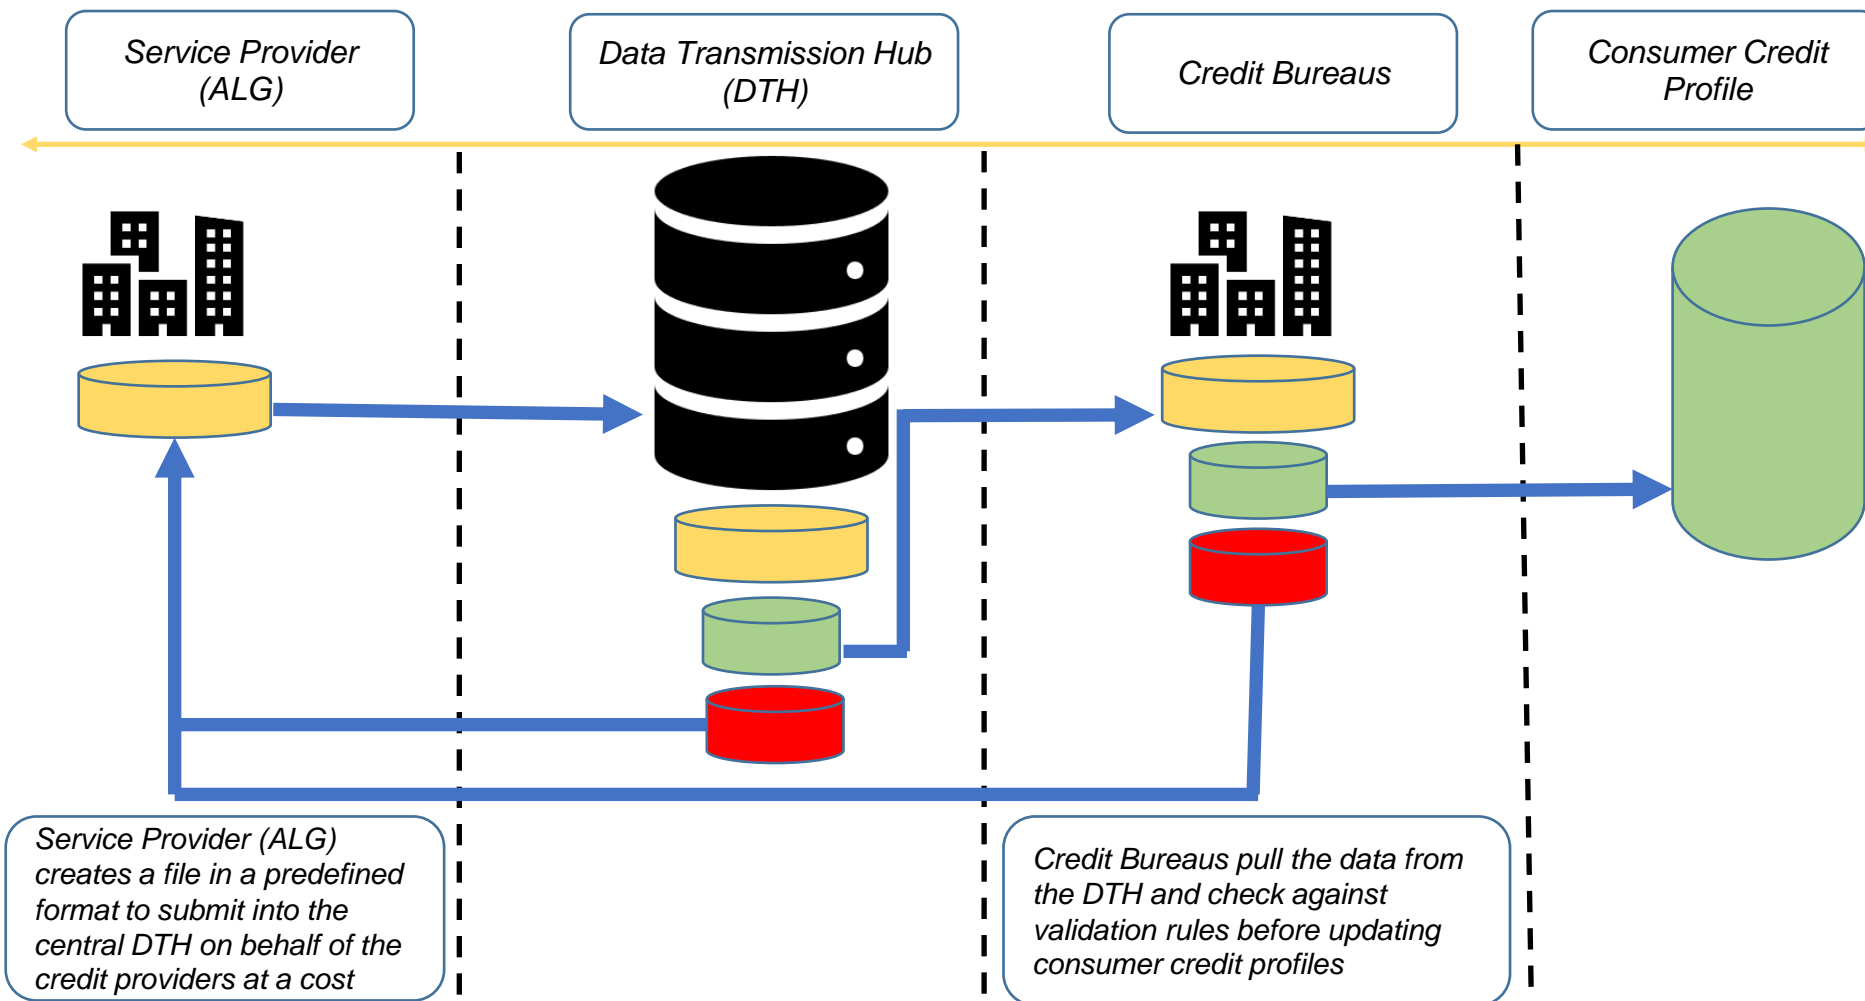 Service Provider
(ALG)
Data Transmission Hub
(DTH)
Credit Bureaus
Consumer Credit
Profile
Service Provider (ALG)
creates a file in a predefined
format to submit into the
central DTH on behalf of the
credit providers at a cost
Credit Bureaus pull the data from
the DTH and check against
validation rules before updating
consumer credit profiles